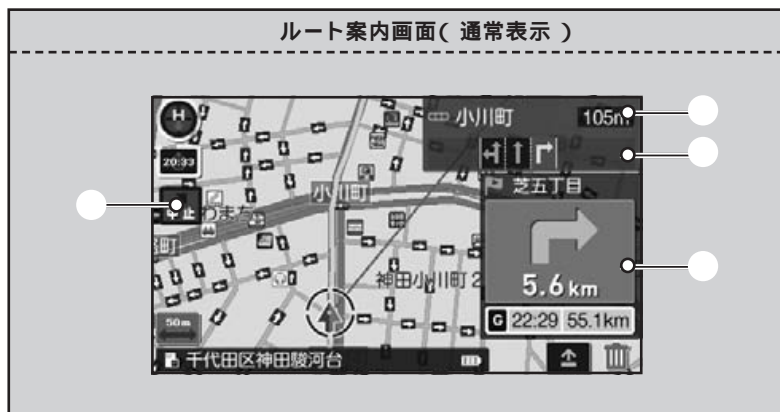 ルート案内画面( 通常表示 )
H
小川町 105m
20:33
芝五丁目
小川町
5.6km
神田小川町2
G 22:29 55.1km
50m
千代田区神田駿河台